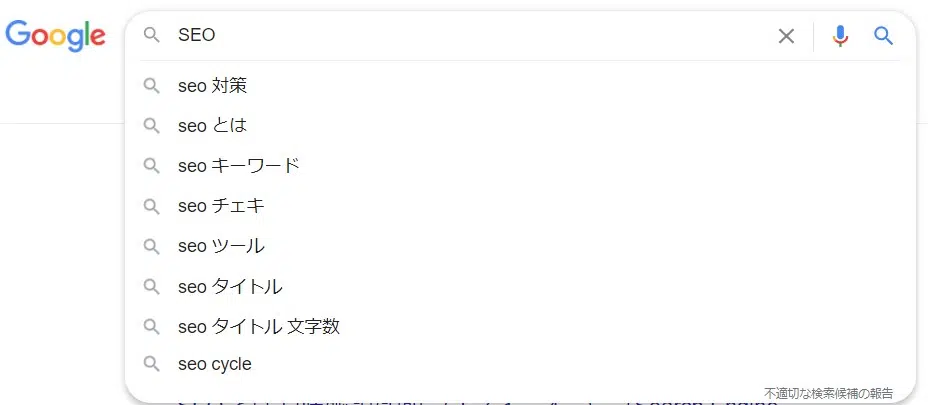 Google
SEO
seo 対策
seo とは
seo キーワード
seo チェキ
seo ツール
seo タイトル
seo タイトル 文字数
seo cycle
不適切な検索候補の報告